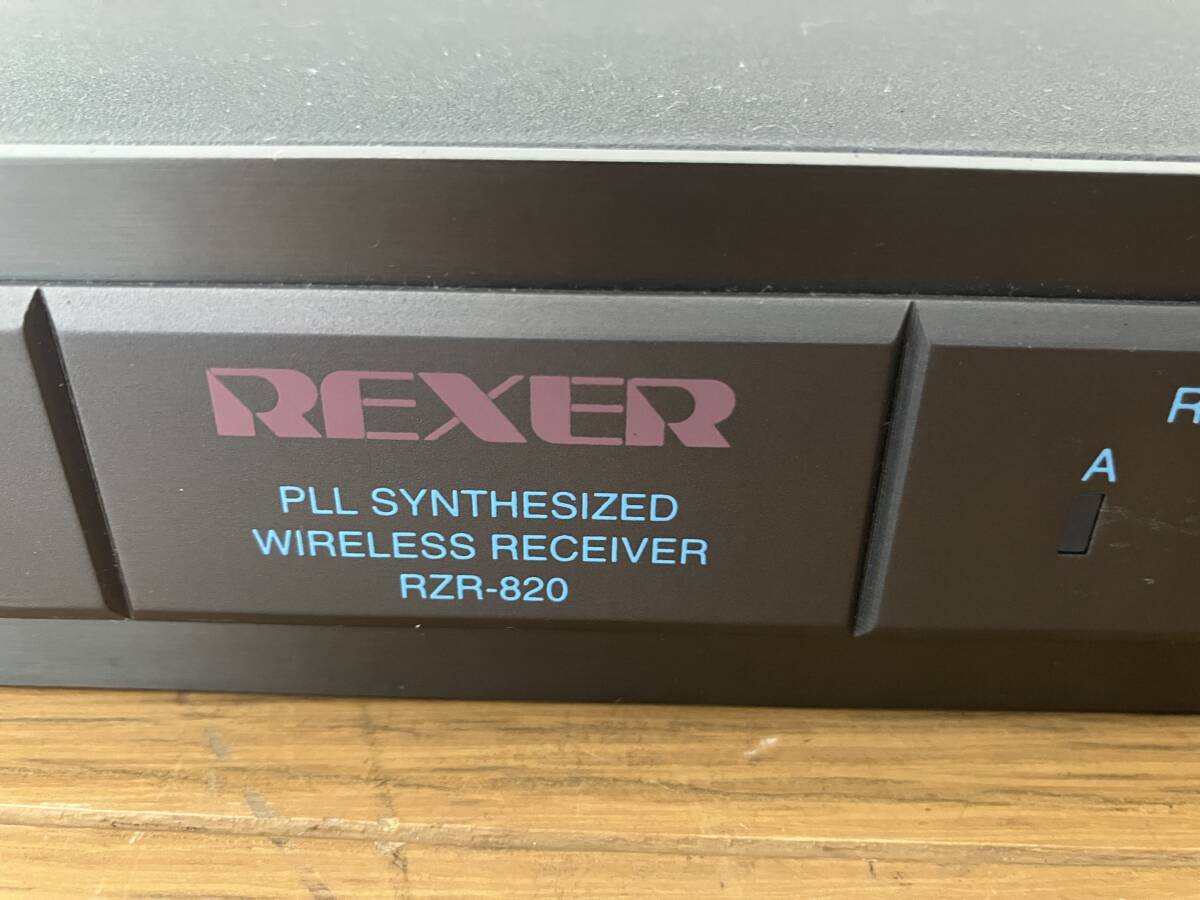 REXER
PLL SYNTHESIZED
WIRELESS RECEIVER
RZR-820
R
A